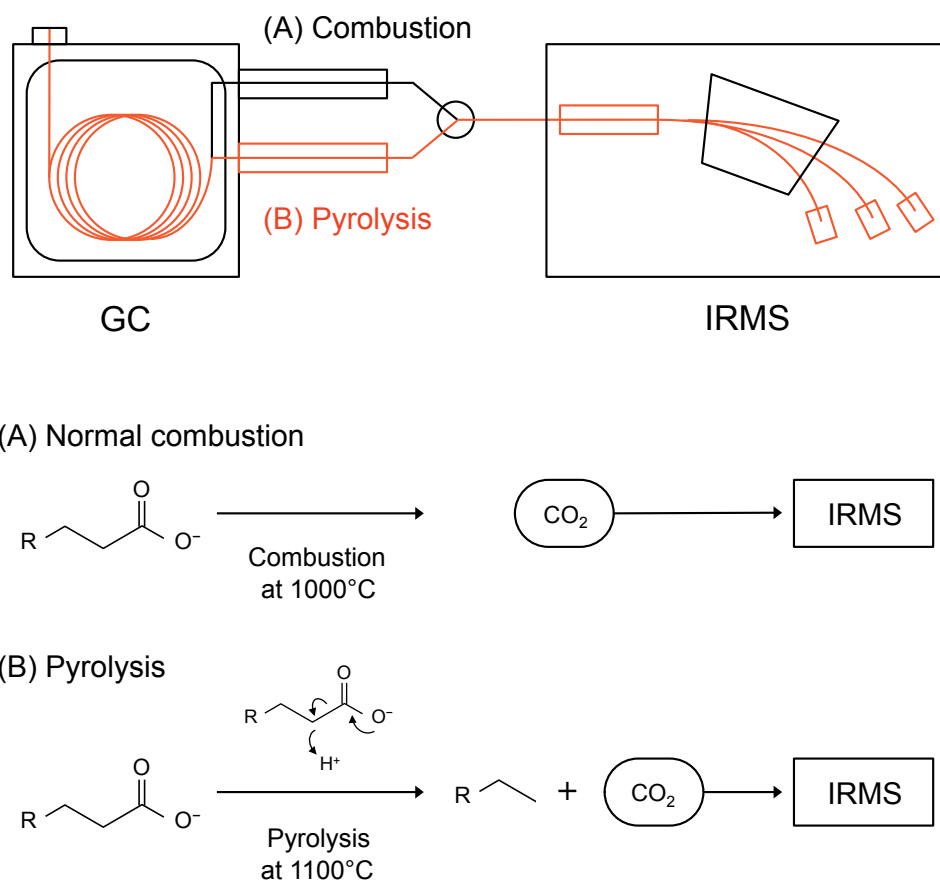 (A) Combustion
(B) Pyrolysis
GC
IRMS
(A) Normal combustion
O
R
O⁻
Combustion
at 1000°C
CO₂
IRMS
(B) Pyrolysis
O
R
O⁻
H⁺
O
R
O⁻
Pyrolysis
at 1100°C
R
+
CO₂
IRMS